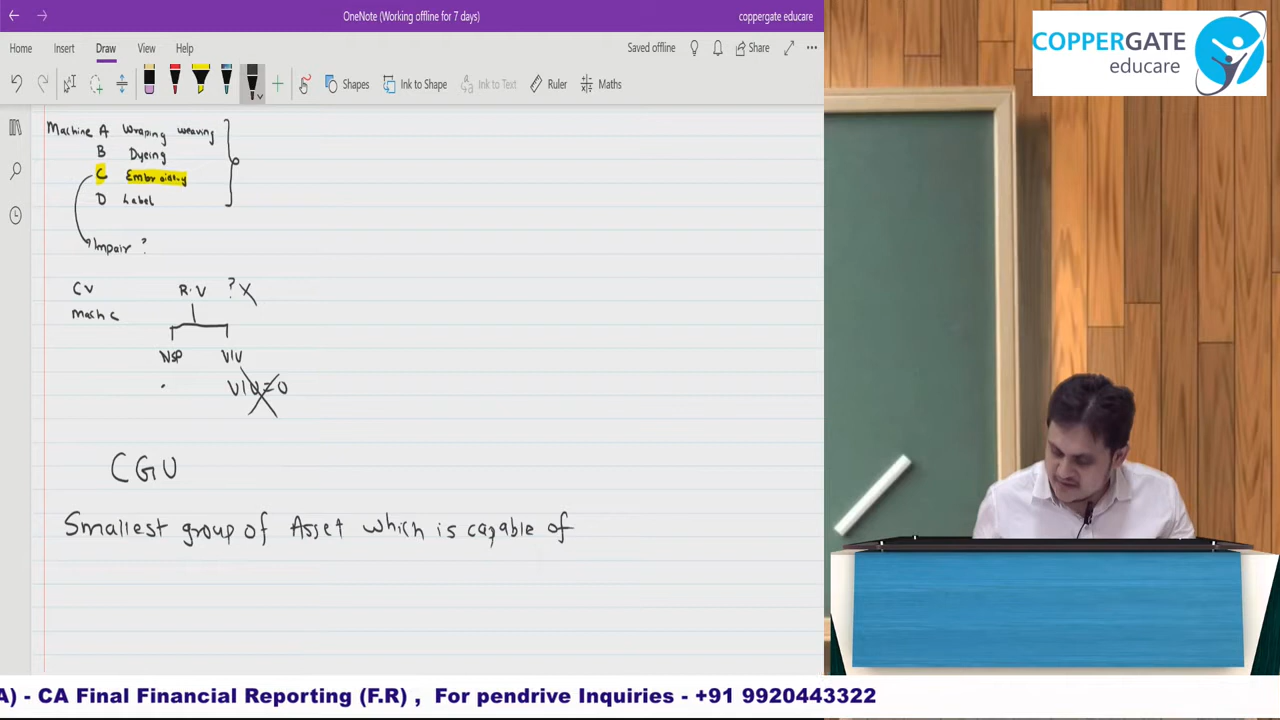 OneNote (Working offline for 7 days)
coppergate educare
Home Insert Draw View Help
Saved offline
Share
Shapes
Ink to Shape
Ink to Text
Ruler
Maths
COPPERGATE
educare
Machine A Wraping weaving
B Dyeing
C Embroidary
D Label
Impair ?
CV R.V ? X
Mach C
NSP VIU
VIU=0
CGU
Smallest group of Asset which is capable of
A) - CA Final Financial Reporting (F.R) , For pendrive Inquiries - +91 9920443322